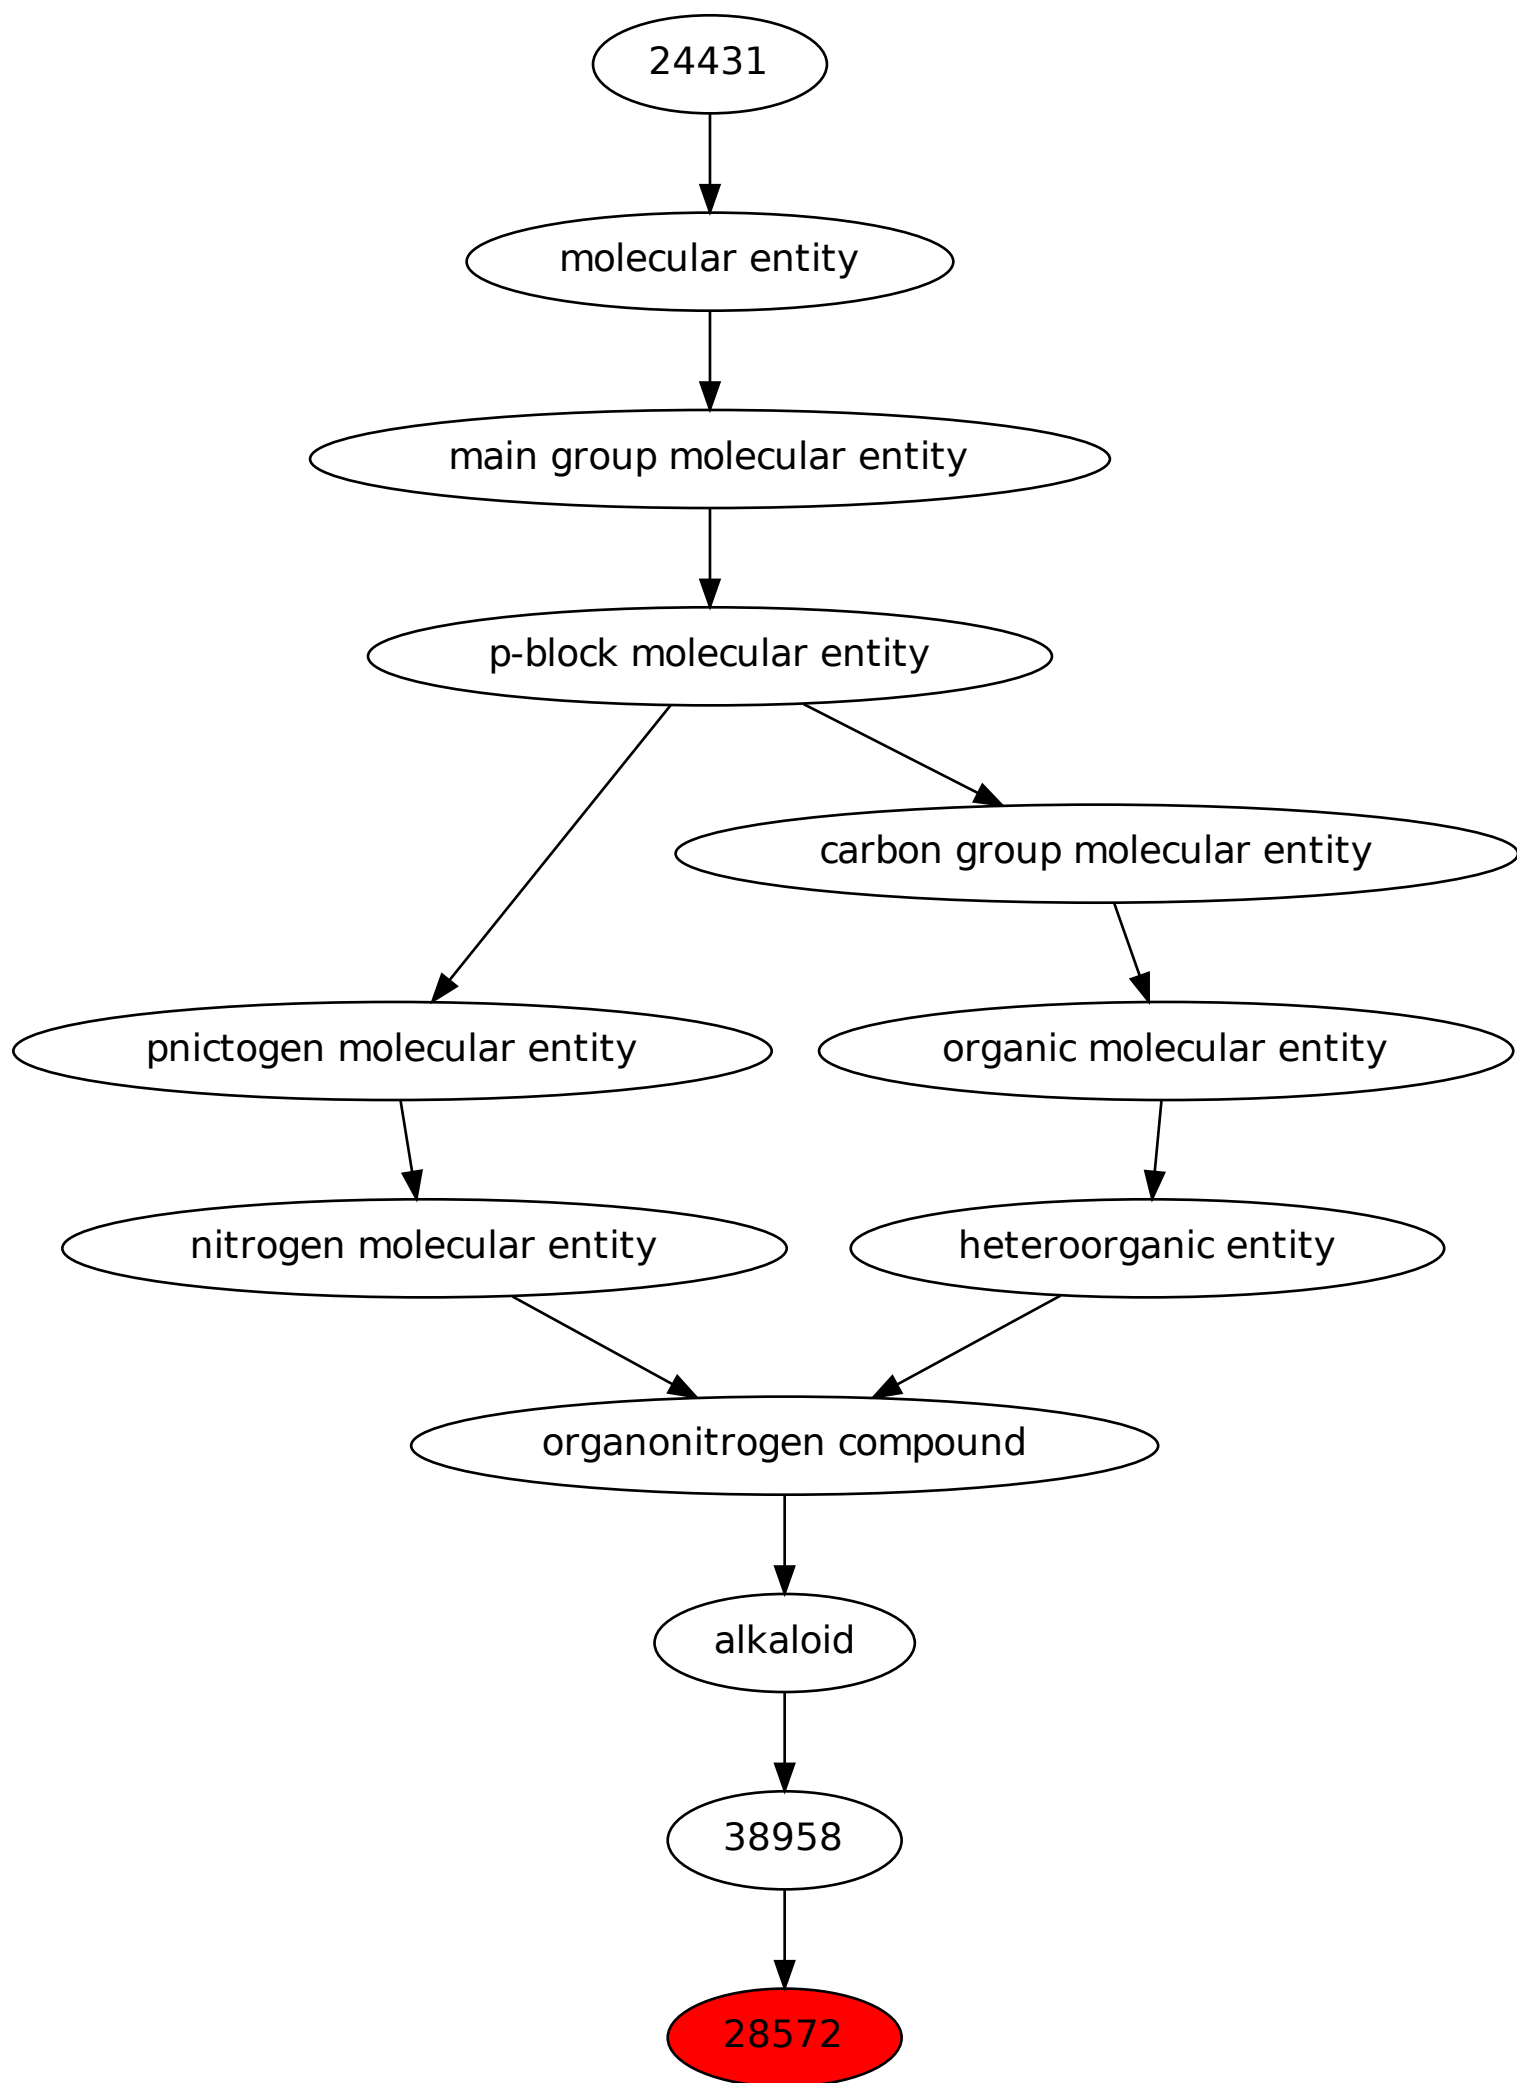 24431
molecular entity
main group molecular entity
p-block molecular entity
carbon group molecular entity
pnictogen molecular entity
organic molecular entity
nitrogen molecular entity
heteroorganic entity
organonitrogen compound
alkaloid
38958
28572